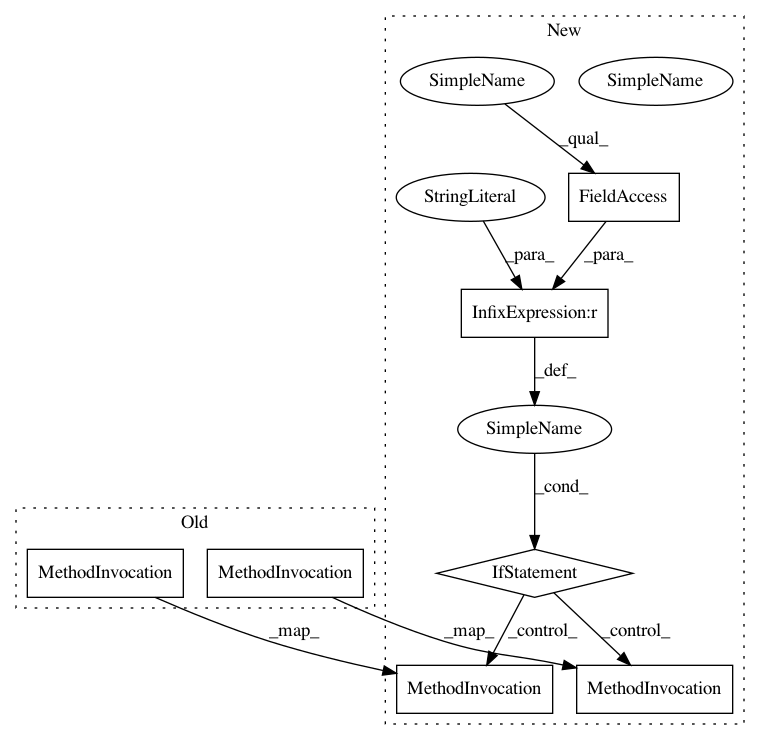 New
SimpleName
SimpleName
_qual_
StringLiteral
FieldAccess
_para_
_para_
InfixExpression:r
_def_
SimpleName
_cond_
Old
MethodInvocation
MethodInvocation
IfStatement
_map_
_map_
_control_
_control_
MethodInvocation
MethodInvocation